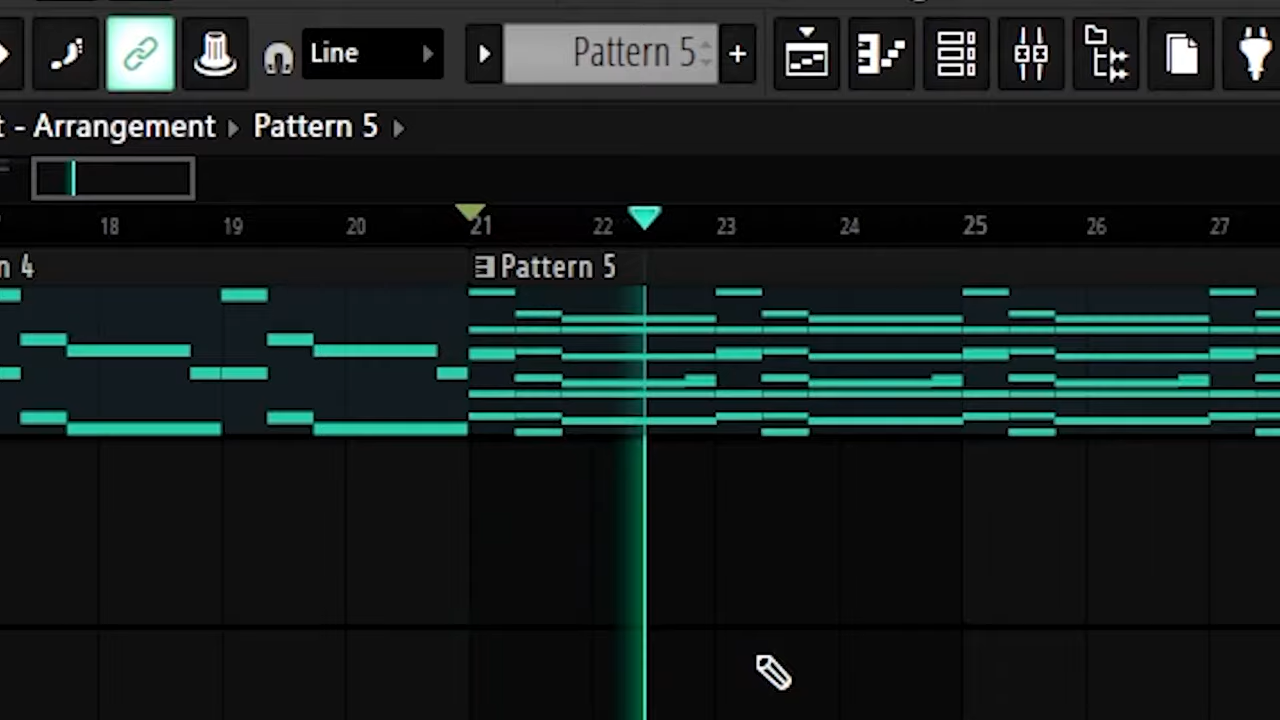 Line
Pattern 5
+
t - Arrangement
Pattern 5
18 19 20 21 22 23 24 25 26 27
n 4
Pattern 5